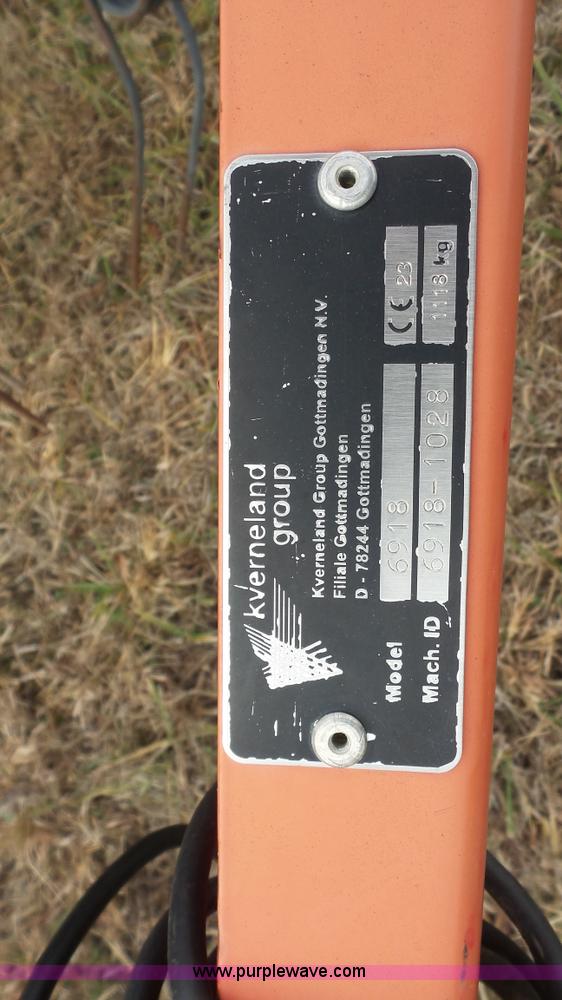 kverneland
group
Kverneland Group Gottmadingen N.V.
Filiale Gottmadingen
D - 78244 Gottmadingen
Model 6918 CE 23
Mach. ID 6918-1028 1118 kg
www.purplewave.com